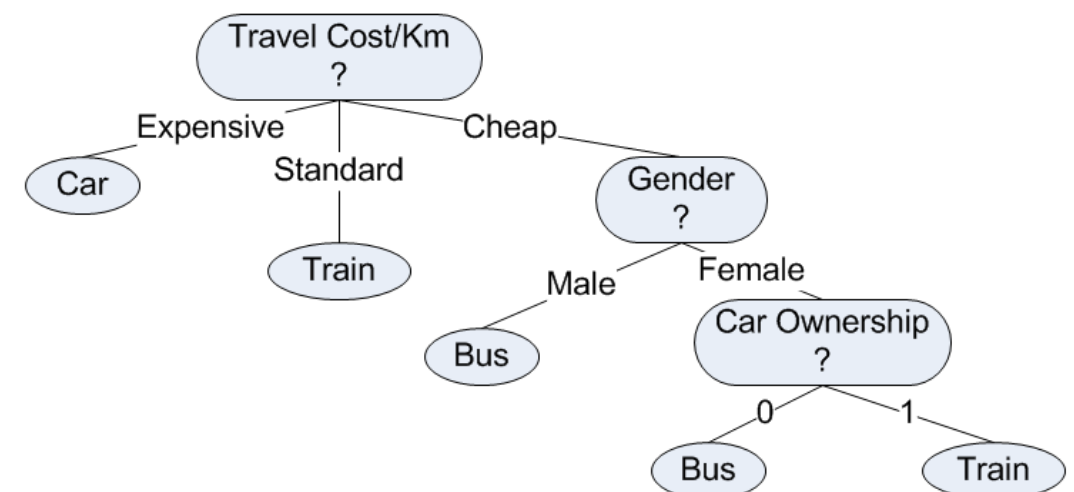 Travel Cost/Km
?
Expensive
Cheap
Standard
Car
Gender
?
Train
Male
Female
Bus
Car Ownership
?
0
1
Bus
Train